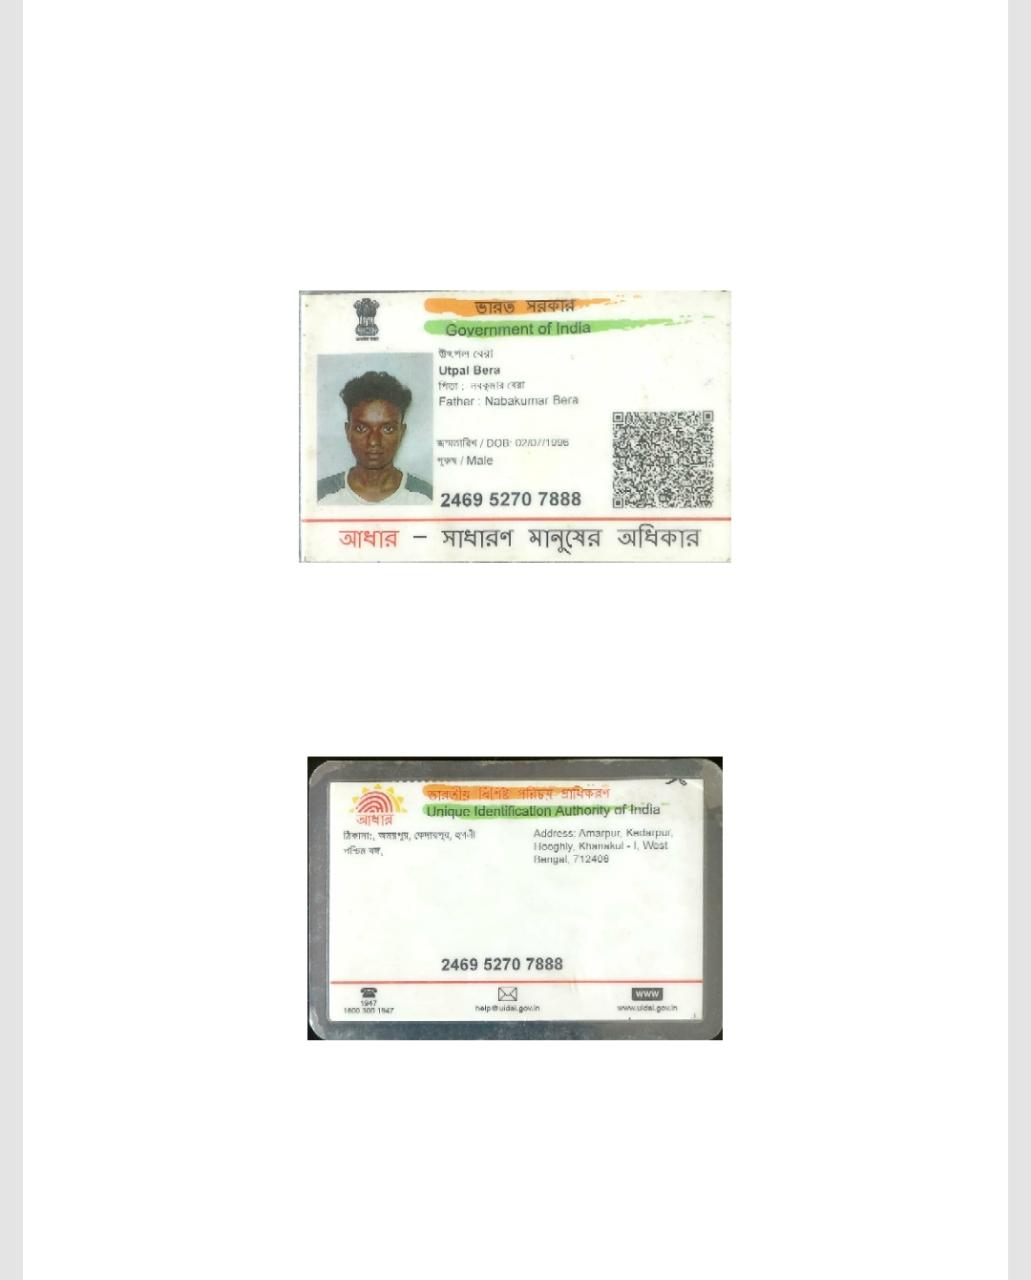 ভারত সরকার
Government of India
উৎপল বেরা
Utpal Bera
পিতা : নবকুমার বেরা
Father : Nabakumar Bera
জন্মতারিখ / DOB: 02/07/1996
পুরুষ / Male
2469 5270 7888
আধার – সাধারণ মানুষের অধিকার
ভারতীয় বিশিষ্ট পরিচয় প্রাধিকরণ
Unique Identification Authority of India
আধার
ঠিকানা:, অমরপুর, কেদারপুর, হুগলী
পশ্চিম বঙ্গ,
Address: Amarpur, Kedarpur,
Hooghly, Khanakul - I, West
Bengal, 712406
2469 5270 7888
1947
1800 300 1947
help@uidai.gov.in
WWW
www.uidai.gov.in